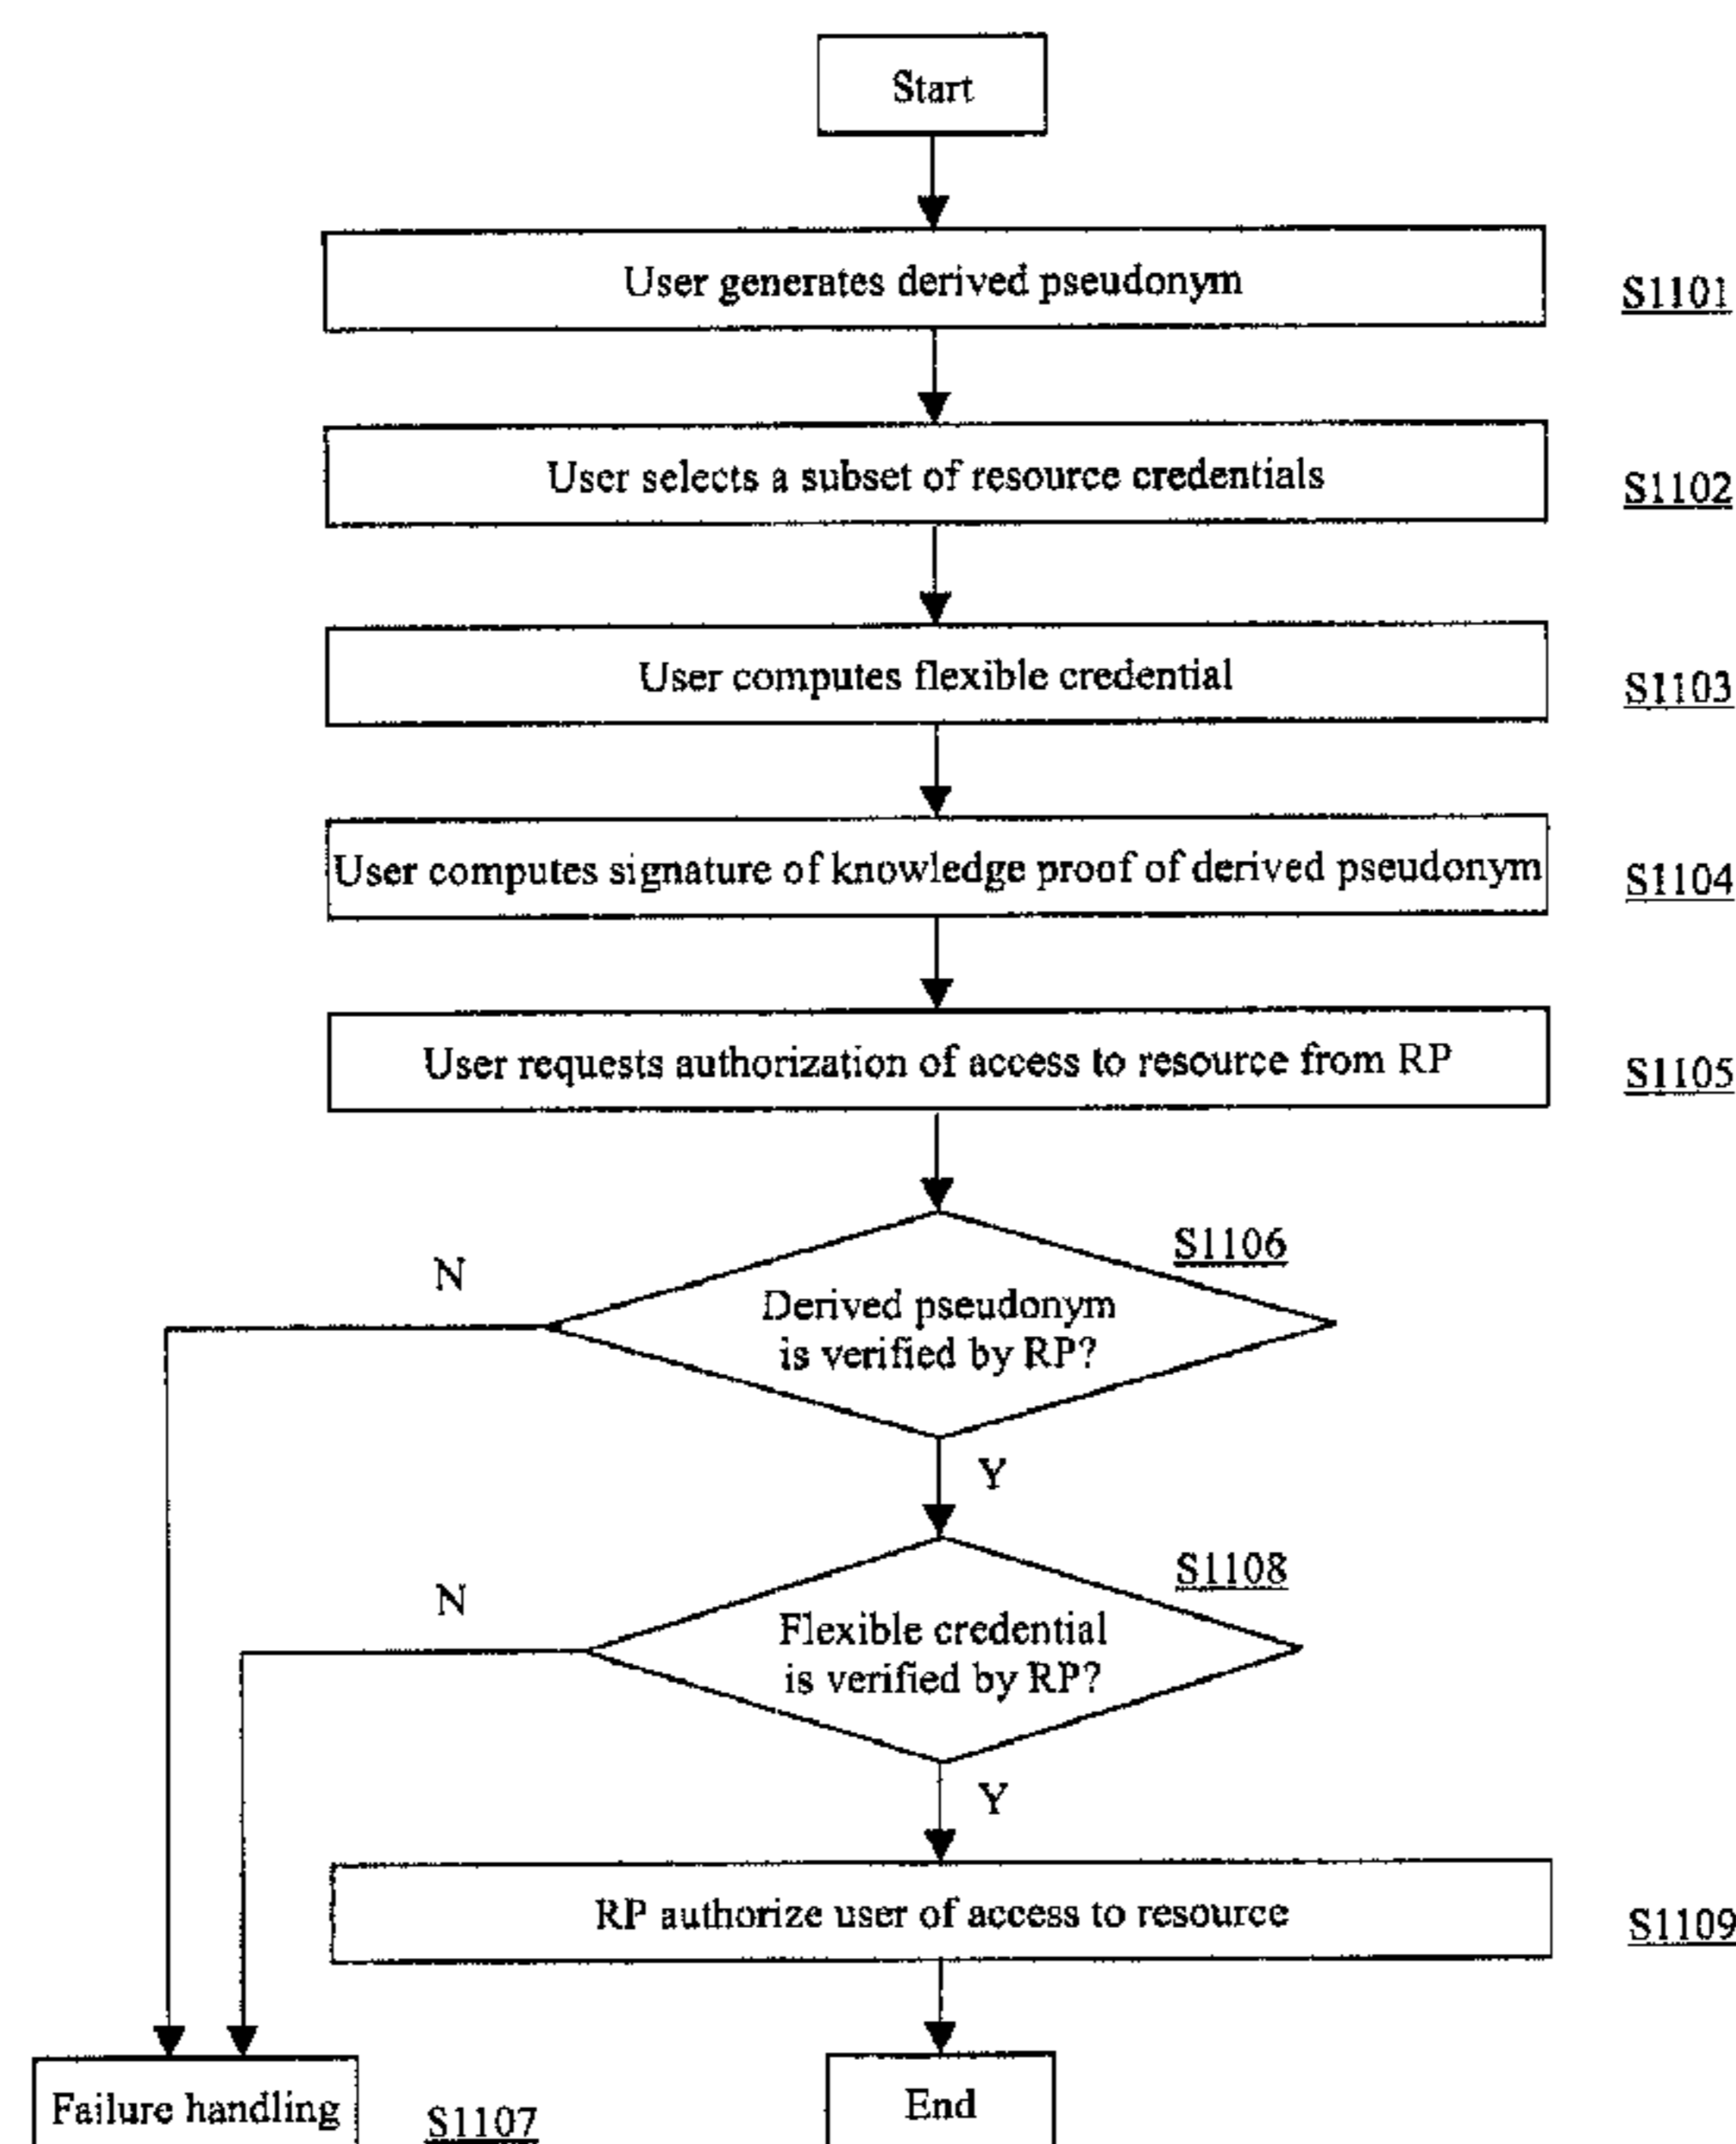 Start
User generates derived pseudonym
S1101
User selects a subset of resource credentials
S1102
User computes flexible credential
S1103
User computes signature of knowledge proof of derived pseudonym
S1104
User requests authorization of access to resource from RP
S1105
S1106
N
Derived pseudonym
is verified by RP?
Y
S1108
N
Flexible credential
is verified by RP?
Y
RP authorize user of access to resource
S1109
Failure handling
S1107
End